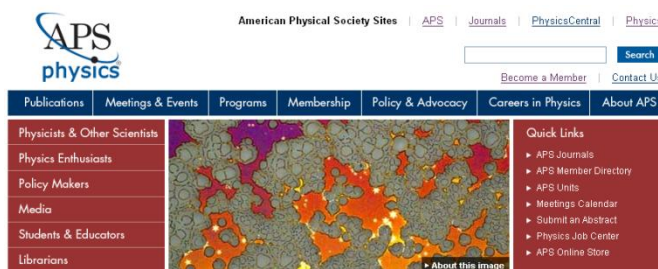 American Physical Society Sites | APS | Journals | PhysicsCentral | Physics
APS
physics
Search
Become a Member | Contact U
Publications Meetings & Events Programs Membership Policy & Advocacy Careers in Physics About APS
Physicists & Other Scientists
Physics Enthusiasts
Policy Makers
Media
Students & Educators
Librarians
▸ About this image
Quick Links
▸ APS Journals
▸ APS Member Directory
▸ APS Units
▸ Meetings Calendar
▸ Submit an Abstract
▸ Physics Job Center
▸ APS Online Store